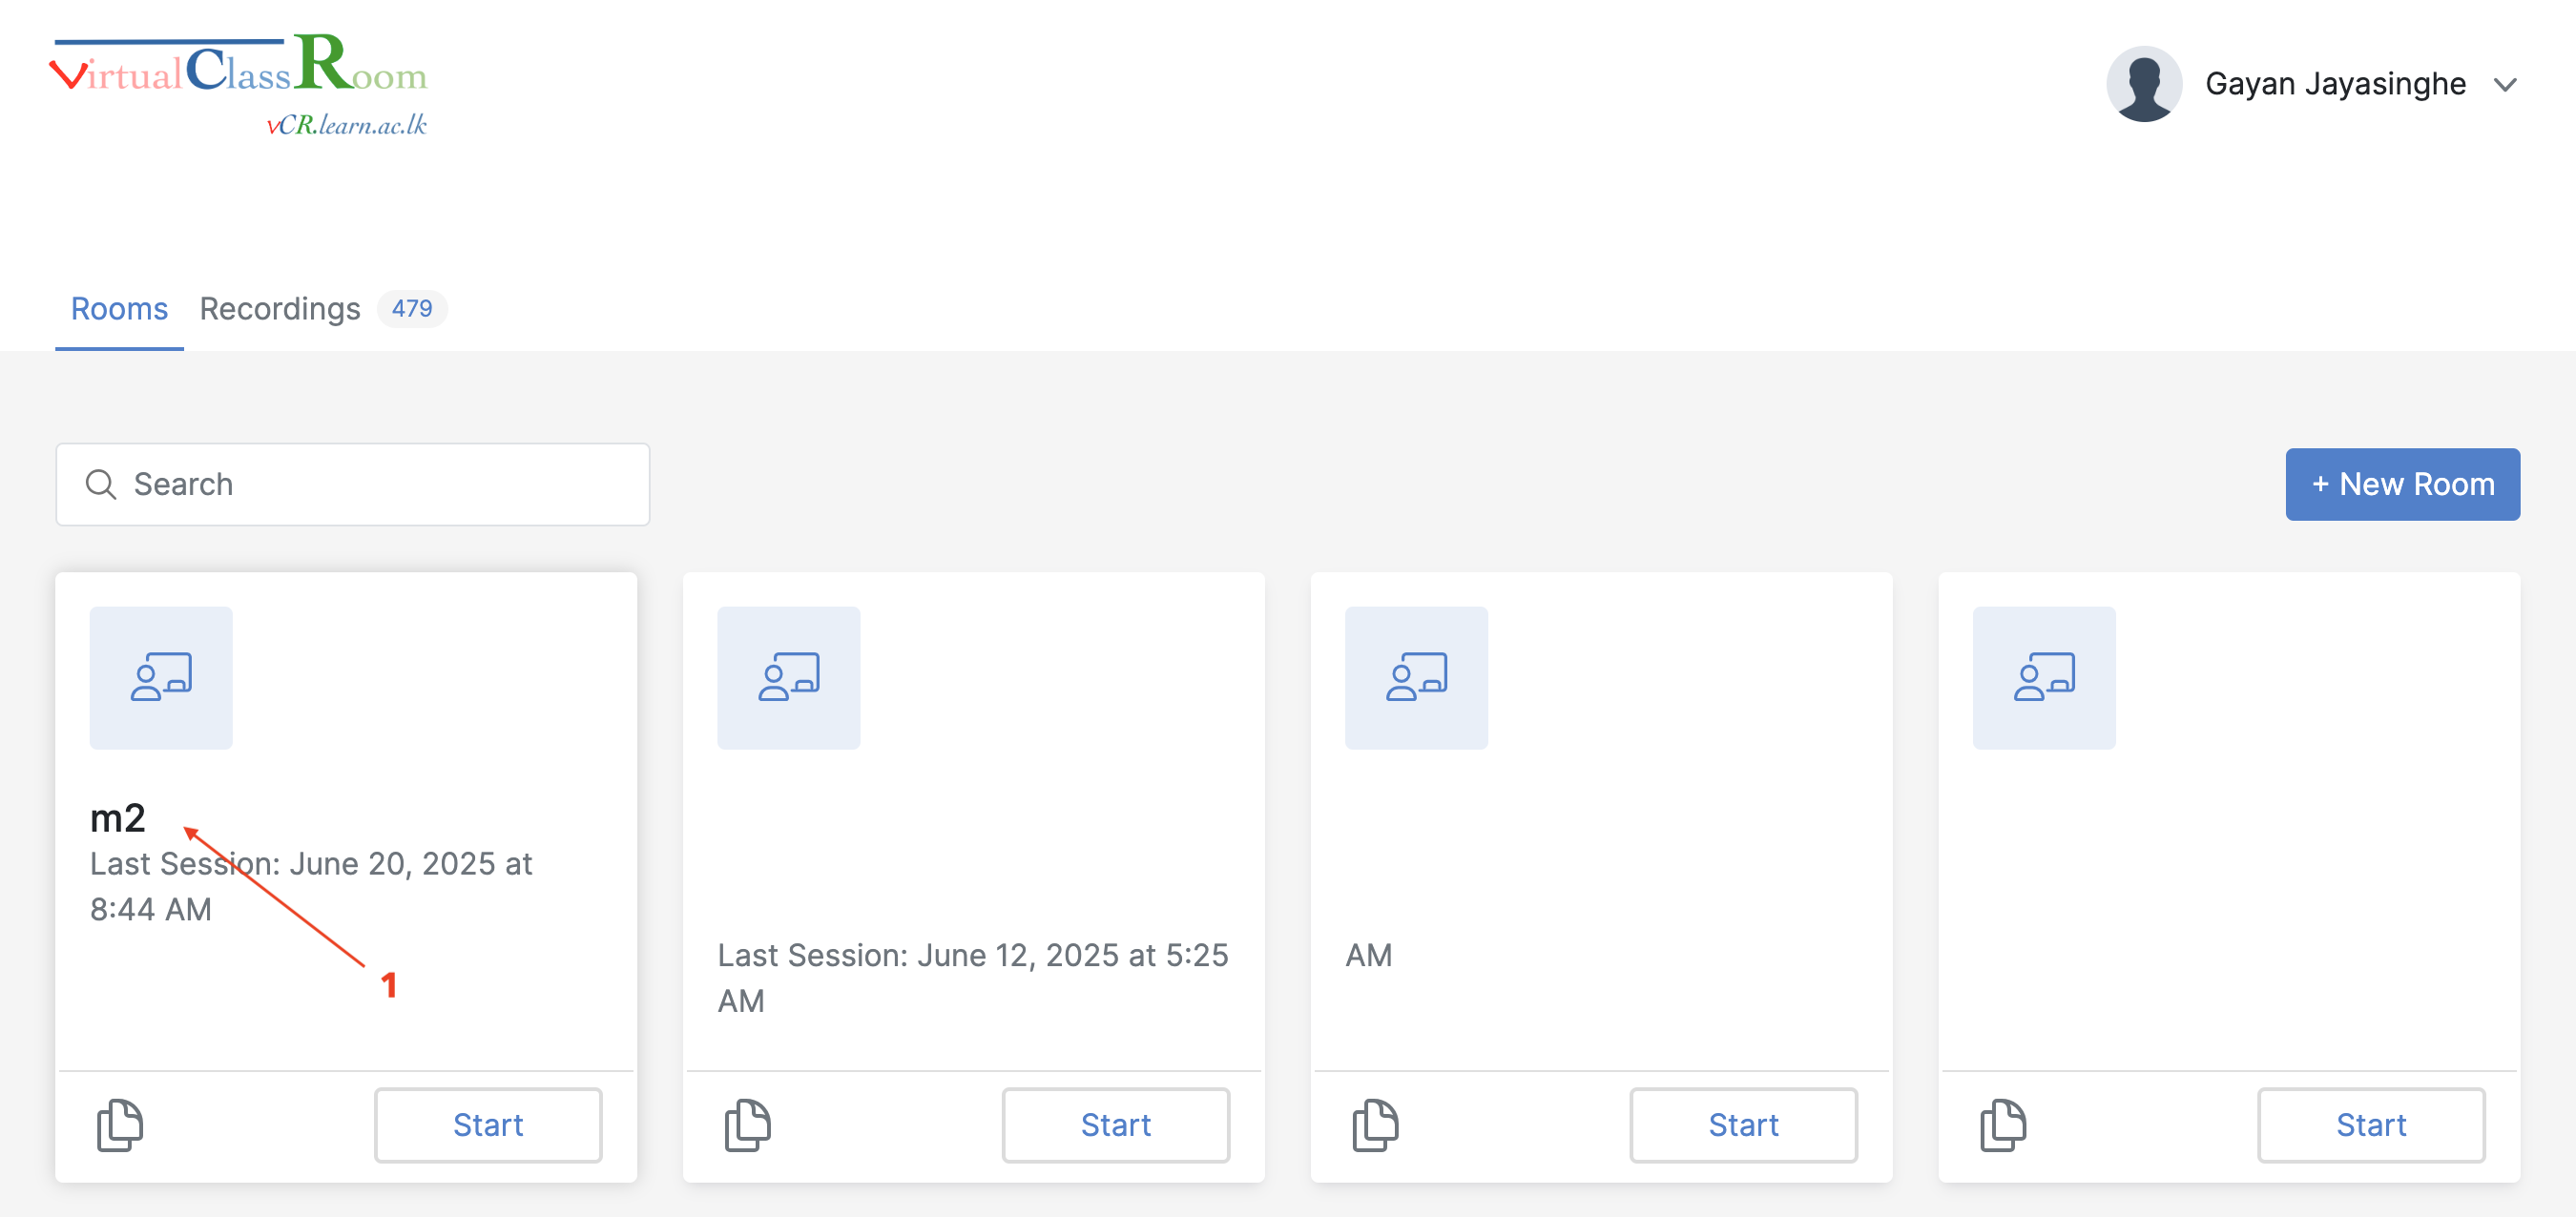 VirtualClassRoom
vCR.learn.ac.lk
Gayan Jayasinghe
Rooms Recordings 479
Search
+ New Room
m2
Last Session: June 20, 2025 at
8:44 AM
1
Start
Last Session: June 12, 2025 at 5:25
AM
Start
AM
Start
Start